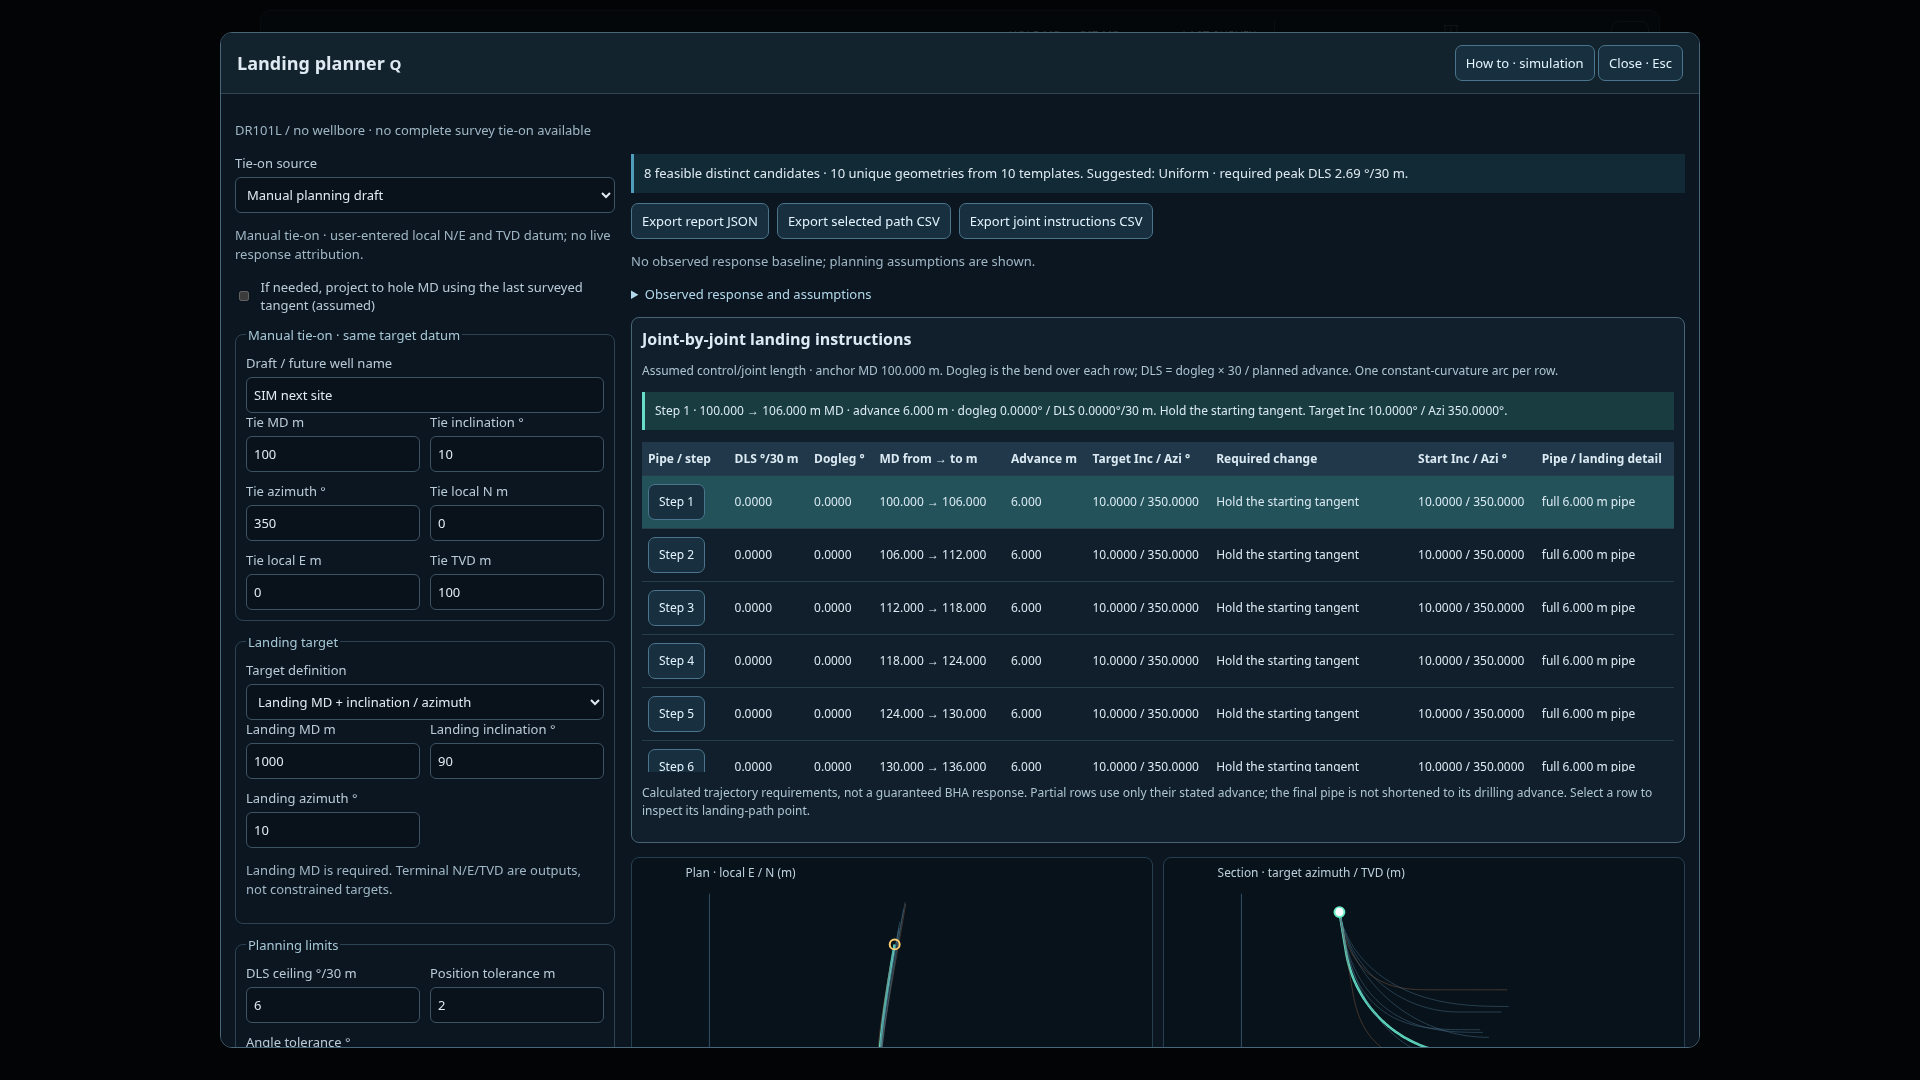 Landing planner Q
How to · simulation
Close · Esc
DR101L / no wellbore · no complete survey tie-on available
Tie-on source
Manual planning draft
Manual tie-on · user-entered local N/E and TVD datum; no live
response attribution.
If needed, project to hole MD using the last surveyed
tangent (assumed)
Manual tie-on · same target datum
Draft / future well name
SIM next site
Tie MD m
Tie inclination °
100
10
Tie azimuth °
Tie local N m
350
0
Tie local E m
Tie TVD m
0
100
Landing target
Target definition
Landing MD + inclination / azimuth
Landing MD m
Landing inclination °
1000
90
Landing azimuth °
10
Landing MD is required. Terminal N/E/TVD are outputs,
not constrained targets.
Planning limits
DLS ceiling °/30 m
Position tolerance m
6
2
Angle tolerance °
8 feasible distinct candidates · 10 unique geometries from 10 templates. Suggested: Uniform · required peak DLS 2.69 °/30 m.
Export report JSON
Export selected path CSV
Export joint instructions CSV
No observed response baseline; planning assumptions are shown.
▶ Observed response and assumptions
Joint-by-joint landing instructions
Assumed control/joint length · anchor MD 100.000 m. Dogleg is the bend over each row; DLS = dogleg × 30 / planned advance. One constant-curvature arc per row.
Step 1 · 100.000 → 106.000 m MD · advance 6.000 m · dogleg 0.0000° / DLS 0.0000°/30 m. Hold the starting tangent. Target Inc 10.0000° / Azi 350.0000°.
Pipe / step DLS °/30 m Dogleg ° MD from → to m Advance m Target Inc / Azi ° Required change Start Inc / Azi ° Pipe / landing detail
Step 1 0.0000 0.0000 100.000 → 106.000 6.000 10.0000 / 350.0000 Hold the starting tangent 10.0000 / 350.0000 full 6.000 m pipe
Step 2 0.0000 0.0000 106.000 → 112.000 6.000 10.0000 / 350.0000 Hold the starting tangent 10.0000 / 350.0000 full 6.000 m pipe
Step 3 0.0000 0.0000 112.000 → 118.000 6.000 10.0000 / 350.0000 Hold the starting tangent 10.0000 / 350.0000 full 6.000 m pipe
Step 4 0.0000 0.0000 118.000 → 124.000 6.000 10.0000 / 350.0000 Hold the starting tangent 10.0000 / 350.0000 full 6.000 m pipe
Step 5 0.0000 0.0000 124.000 → 130.000 6.000 10.0000 / 350.0000 Hold the starting tangent 10.0000 / 350.0000 full 6.000 m pipe
Step 6 0.0000 0.0000 130.000 → 136.000 6.000 10.0000 / 350.0000 Hold the starting tangent 10.0000 / 350.0000 full 6.000 m pipe
Calculated trajectory requirements, not a guaranteed BHA response. Partial rows use only their stated advance; the final pipe is not shortened to its drilling advance. Select a row to
inspect its landing-path point.
Plan · local E / N (m)
Section · target azimuth / TVD (m)